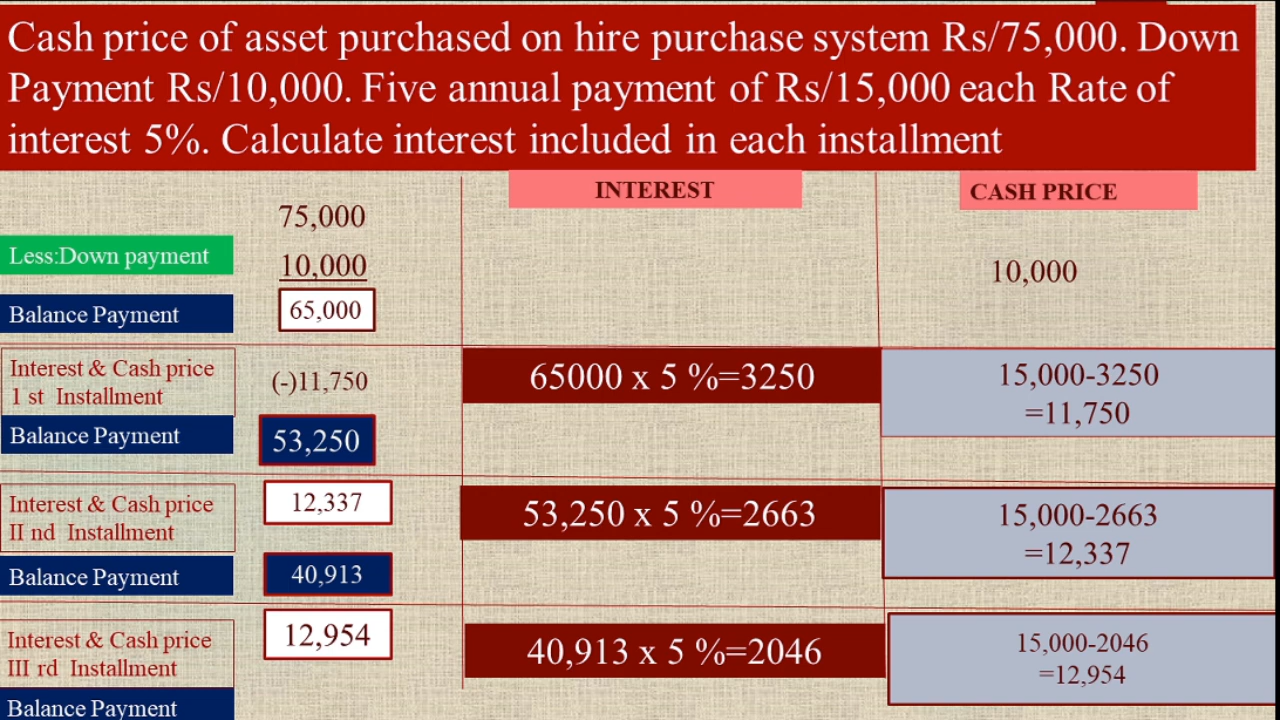 Cash price of asset purchased on hire purchase system Rs/75,000. Down
Payment Rs/10,000. Five annual payment of Rs/15,000 each Rate of
interest 5%. Calculate interest included in each installment
INTEREST
CASH PRICE
75,000
Less:Down payment
10,000
10,000
Balance Payment
65,000
Interest & Cash price
1 st Installment
(-)11,750
65000 x 5 %=3250
15,000-3250
=11,750
Balance Payment
53,250
Interest & Cash price
II nd Installment
12,337
53,250 x 5 %=2663
15,000-2663
=12,337
Balance Payment
40,913
Interest & Cash price
III rd Installment
12,954
40,913 x 5 %=2046
15,000-2046
=12,954
Balance Payment